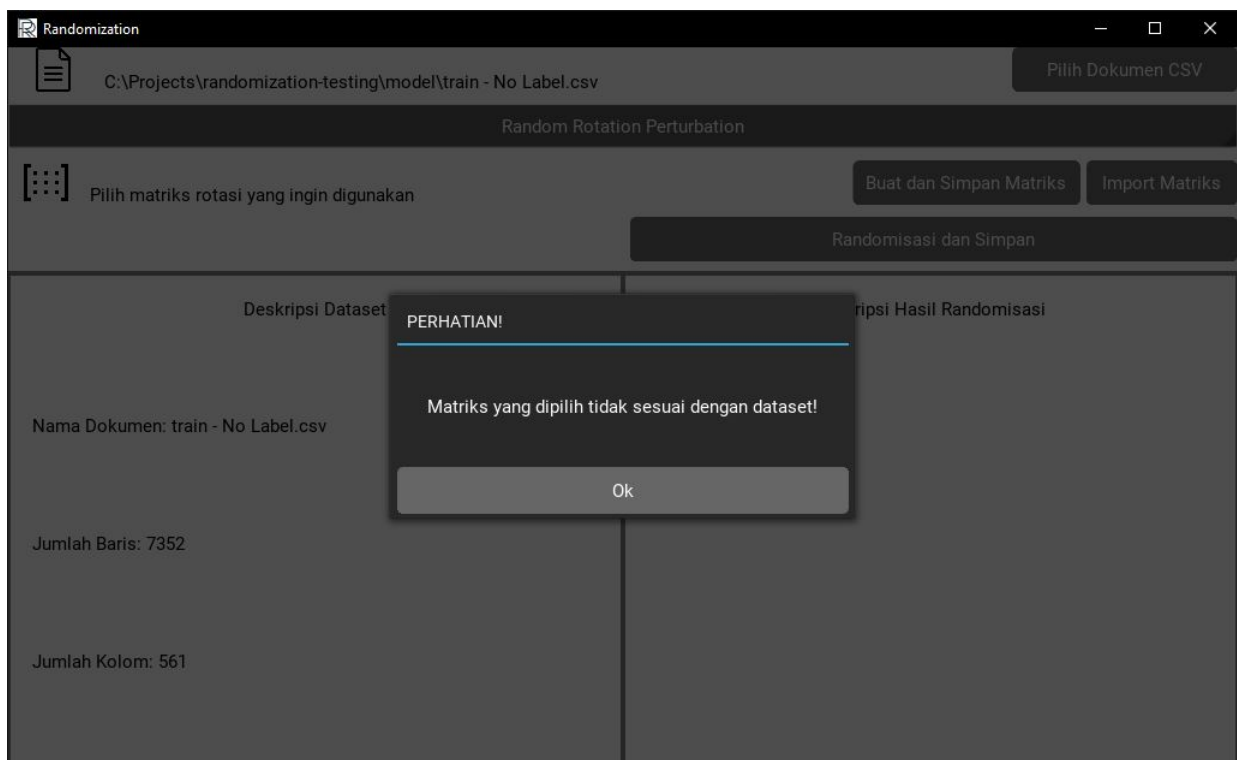 Randomization
C:\Projects\randomization-testing\model\train - No Label.csv
Pilih Dokumen CSV
Random Rotation Perturbation
Pilih matriks rotasi yang ingin digunakan
Buat dan Simpan Matriks
Import Matriks
Randomisasi dan Simpan
Deskripsi Dataset
ripsi Hasil Randomisasi
PERHATIAN!
Matriks yang dipilih tidak sesuai dengan dataset!
Ok
Nama Dokumen: train - No Label.csv
Jumlah Baris: 7352
Jumlah Kolom: 561